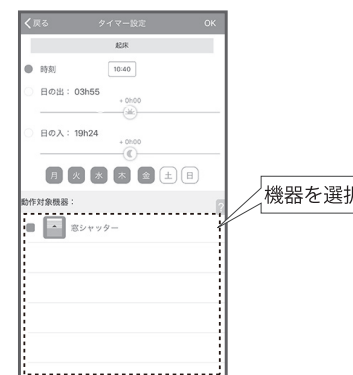 戻る タイマー設定 OK
起床
時刻 10:40
日の出： 03h55
+ 0h00
日の入： 19h24
+ 0h00
月 火 水 木 金 土 日
動作対象機器： ?
窓シャッター
機器を選択